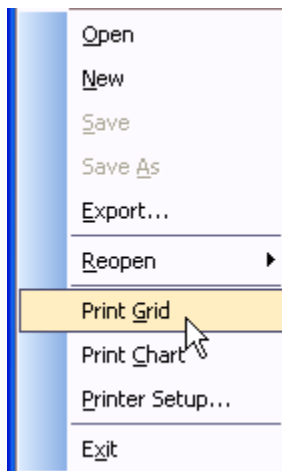 Open
New
Save
Save As
Export...
Reopen
Print Grid
Print Chart
Printer Setup...
Exit